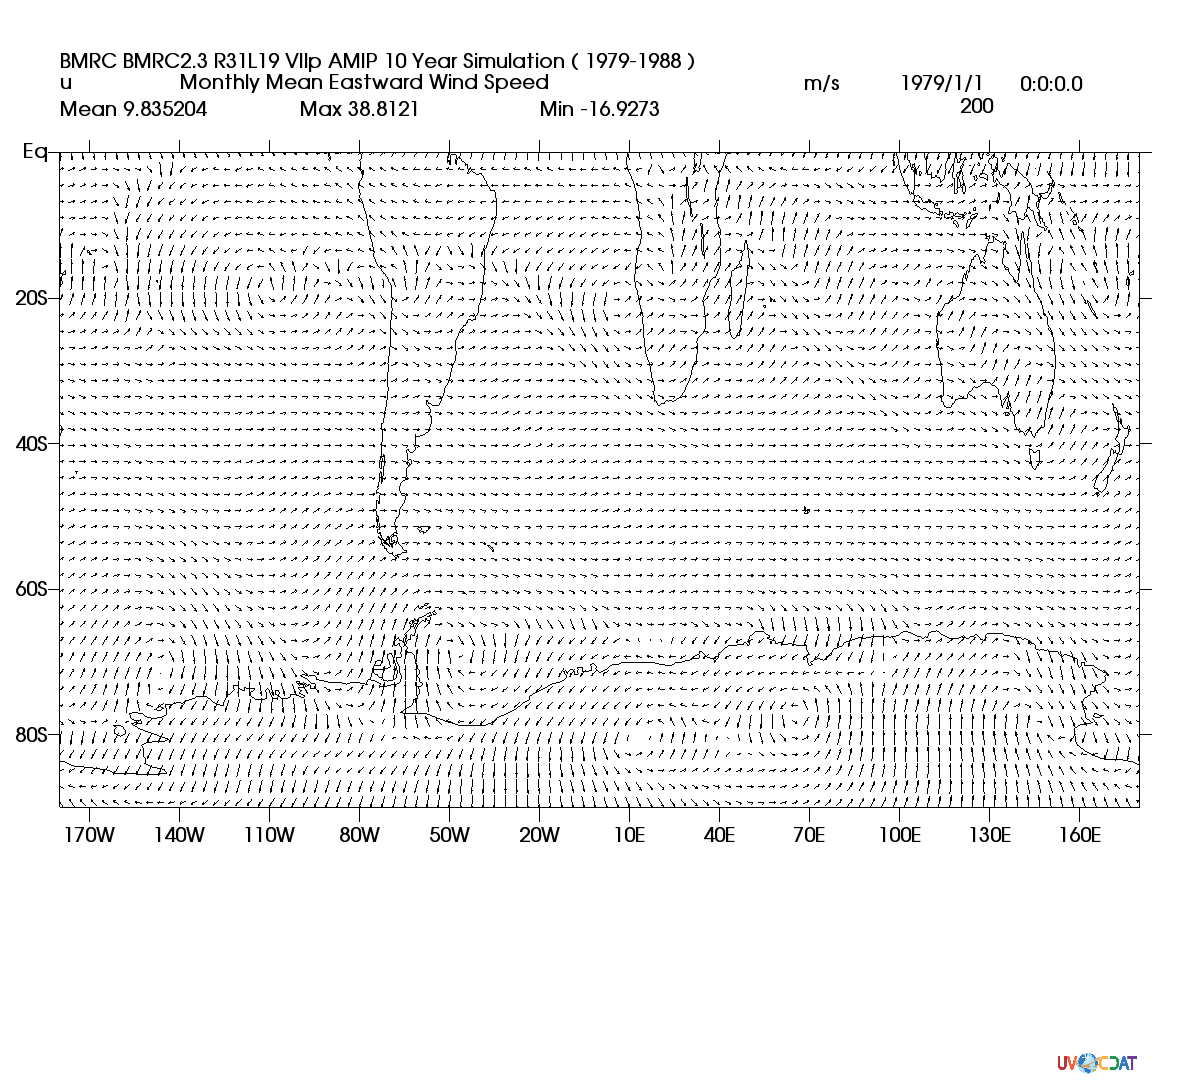 BMRC BMRC2.3 R31L19 VIIp AMIP 10 Year Simulation ( 1979-1988 )
u Monthly Mean Eastward Wind Speed m/s 1979/1/1 0:0:0.0
Mean 9.835204 Max 38.8121 Min -16.9273 200
Eq
20S
40S
60S
80S
170W 140W 110W 80W 50W 20W 10E 40E 70E 100E 130E 160E
UV CDAT